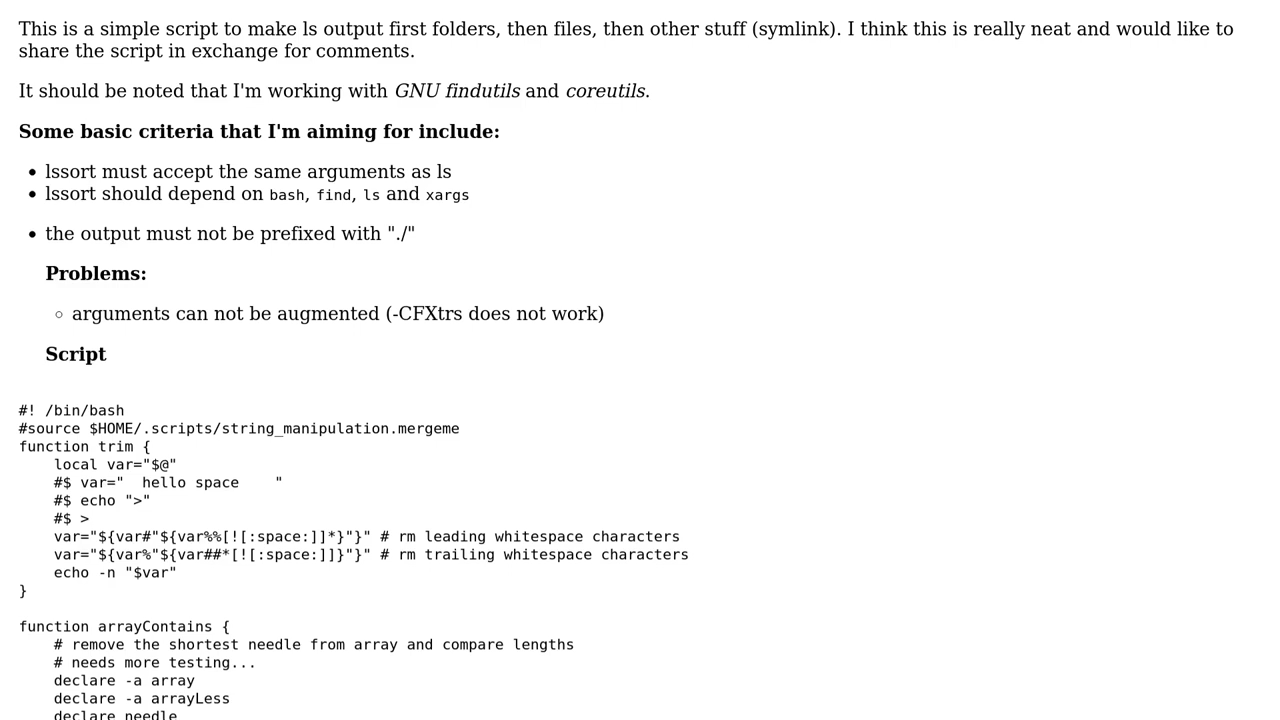 This is a simple script to make ls output first folders, then files, then other stuff (symlink). I think this is really neat and would like to
share the script in exchange for comments.
It should be noted that I'm working with GNU findutils and coreutils.
Some basic criteria that I'm aiming for include:
• lssort must accept the same arguments as ls
• lssort should depend on bash, find, ls and xargs
• the output must not be prefixed with "./"
Problems:
◦ arguments can not be augmented (-CFXtrs does not work)
Script
#! /bin/bash
#source $HOME/.scripts/string_manipulation.mergeme
function trim {
    local var="$@"
    #$ var="  hello space    "
    #$ echo ">"
    #$ >
    var="${var#"${var%%[![:space:]]*}"}" # rm leading whitespace characters
    var="${var%"${var##*[![:space:]]}"}" # rm trailing whitespace characters
    echo -n "$var"
}
function arrayContains {
    # remove the shortest needle from array and compare lengths
    # needs more testing...
    declare -a array
    declare -a arrayLess
    declare needle